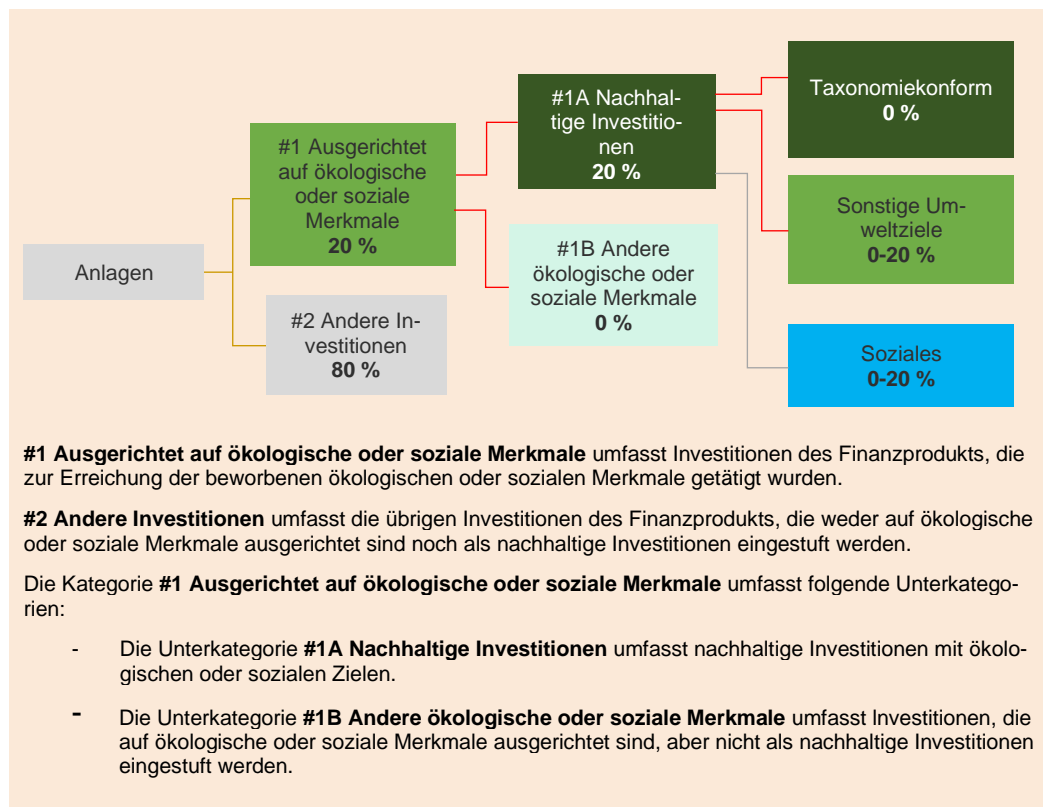 Anlagen
#1 Ausgerichtet
auf ökologische
oder soziale
Merkmale
20 %
#2 Andere In-
vestitionen
80 %
#1A Nachhal-
tige Investitio-
nen
20 %
#1B Andere
ökologische oder
soziale Merkmale
0 %
Taxonomiekonform
0 %
Sonstige Um-
weltziele
0-20 %
Soziales
0-20 %
#1 Ausgerichtet auf ökologische oder soziale Merkmale umfasst Investitionen des Finanzprodukts, die
zur Erreichung der beworbenen ökologischen oder sozialen Merkmale getätigt wurden.
#2 Andere Investitionen umfasst die übrigen Investitionen des Finanzprodukts, die weder auf ökologische
oder soziale Merkmale ausgerichtet sind noch als nachhaltige Investitionen eingestuft werden.
Die Kategorie #1 Ausgerichtet auf ökologische oder soziale Merkmale umfasst folgende Unterkatego-
rien:
- Die Unterkategorie #1A Nachhaltige Investitionen umfasst nachhaltige Investitionen mit ökolo-
gischen oder sozialen Zielen.
- Die Unterkategorie #1B Andere ökologische oder soziale Merkmale umfasst Investitionen, die
auf ökologische oder soziale Merkmale ausgerichtet sind, aber nicht als nachhaltige Investitionen
eingestuft werden.